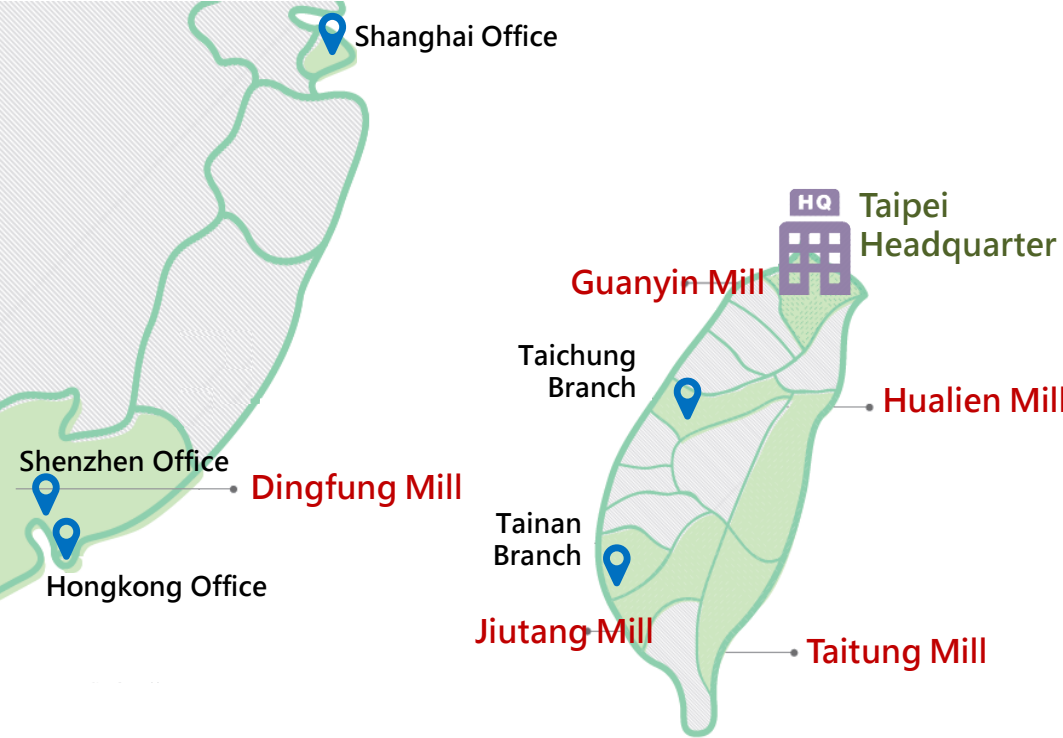 Shanghai Office
HQ
Taipei
Headquarter
Guanyin Mill
Taichung
Branch
Hualien Mill
Shenzhen Office
Dingfung Mill
Tainan
Branch
Hongkong Office
Jiutang Mill
Taitung Mill